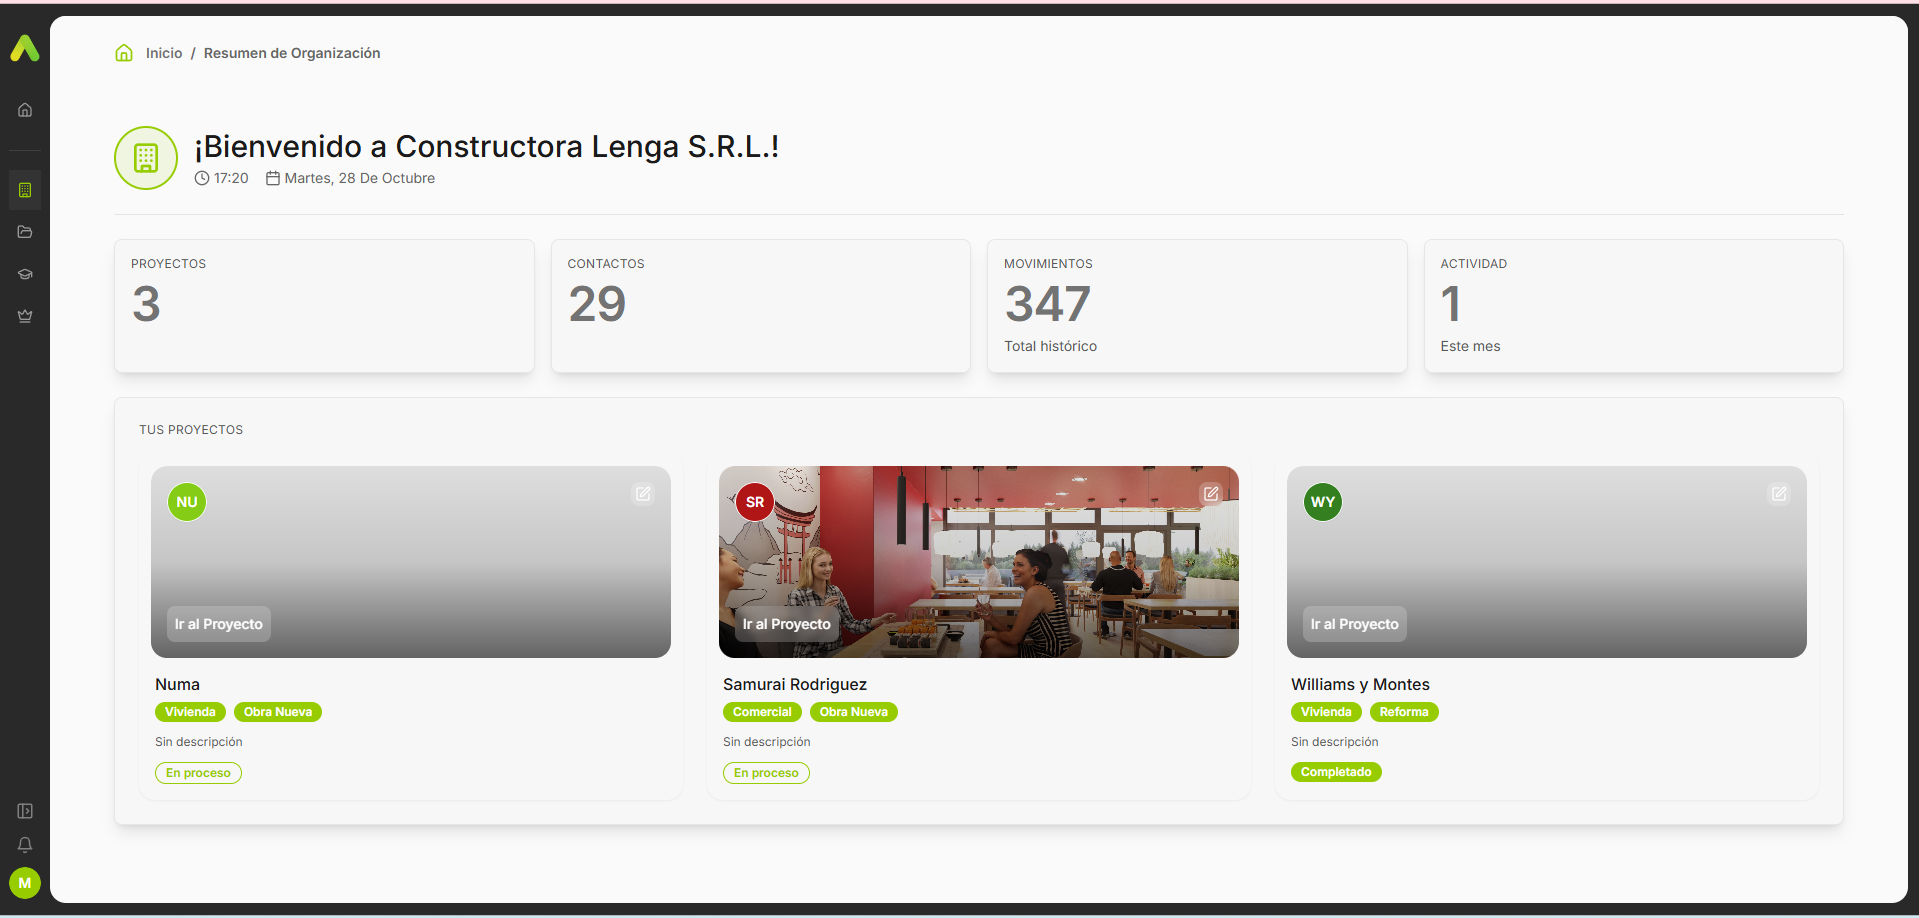 Inicio / Resumen de Organización
¡Bienvenido a Constructora Lenga S.R.L.!
17:20 Martes, 28 De Octubre
PROYECTOS
3
CONTACTOS
29
MOVIMIENTOS
347
Total histórico
ACTIVIDAD
1
Este mes
TUS PROYECTOS
NU
Ir al Proyecto
Numa
Vivienda Obra Nueva
Sin descripción
En proceso
SR
Ir al Proyecto
Samurai Rodriguez
Comercial Obra Nueva
Sin descripción
En proceso
WY
Ir al Proyecto
Williams y Montes
Vivienda Reforma
Sin descripción
Completado
M